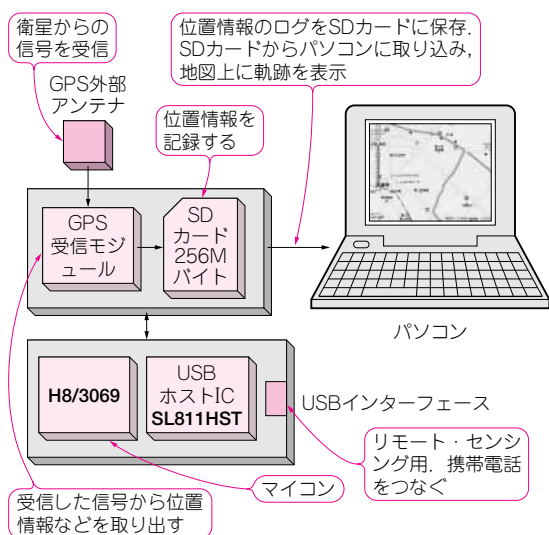 衛星からの
信号を受信
位置情報のログをSDカードに保存．
SDカードからパソコンに取り込み，
地図上に軌跡を表示
GPS外部
アンテナ
位置情報を
記録する
GPS
受信モジ
ュール
SD
カード
256M
バイト
パソコン
H8/3069
USB
ホストIC
SL811HST
USBインターフェース
リモート・センシ
ング用．携帯電話
をつなぐ
マイコン
受信した信号から位置
情報などを取り出す